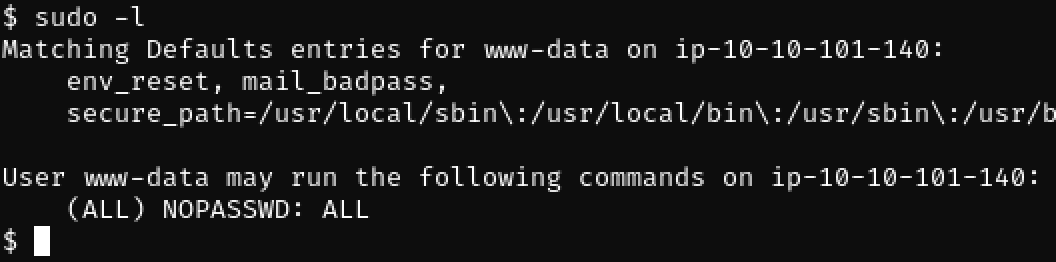 $ sudo -l
Matching Defaults entries for www-data on ip-10-10-101-140:
    env_reset, mail_badpass,
    secure_path=/usr/local/sbin\:/usr/local/bin\:/usr/sbin\:/usr/b
User www-data may run the following commands on ip-10-10-101-140:
    (ALL) NOPASSWD: ALL
$